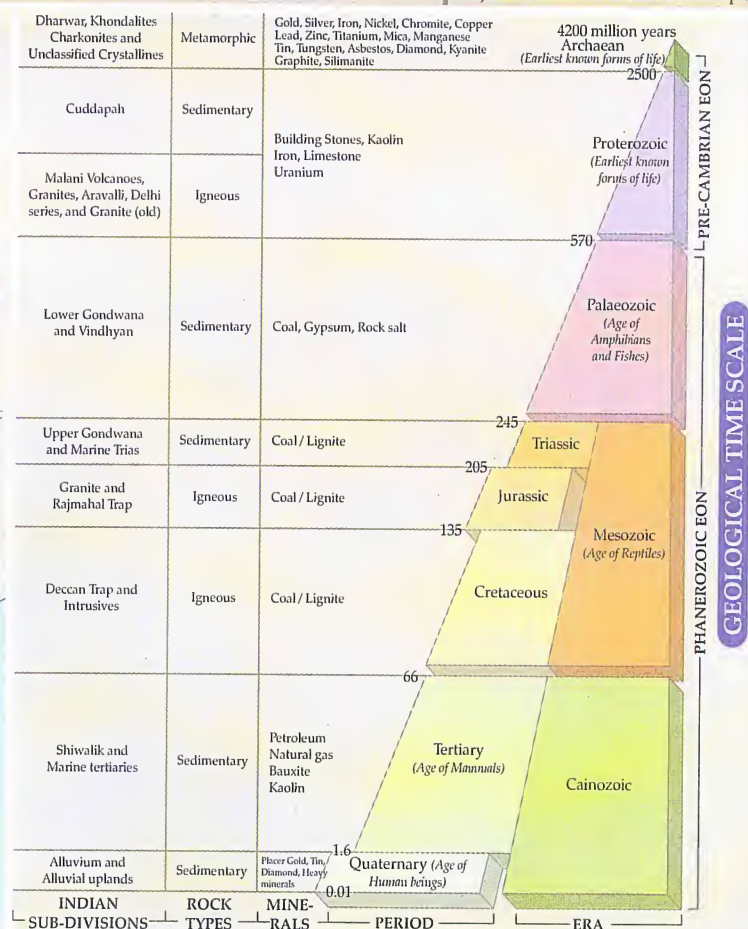 Dharwar, Khondalites
Charkonites and
Unclassified Crystallines
Metamorphic
Gold, Silver, Iron, Nickel, Chromite, Copper
Lead, Zinc, Titanium, Mica, Manganese
Tin, Tungsten, Asbestos, Diamond, Kyanite
Graphite, Silimanite
4200 million years
Archaean
(Earliest known forms of life)
2500
Cuddapah
Sedimentary
Building Stones, Kaolin
Iron, Limestone
Uranium
Proterozoic
(Earliest known
forms of life)
PRE-CAMBRIAN EON
Malani Volcanoes,
Granites, Aravalli, Delhi
series, and Granite (old)
Igneous
570
Lower Gondwana
and Vindhyan
Sedimentary
Coal, Gypsum, Rock salt
Palaeozoic
(Age of
Amphibians
and Fishes)
245
Upper Gondwana
and Marine Trias
Sedimentary
Coal / Lignite
Triassic
205
Granite and
Rajmahal Trap
Igneous
Coal / Lignite
Jurassic
135
Mesozoic
(Age of Reptiles)
Deccan Trap and
Intrusives
Igneous
Coal / Lignite
Cretaceous
66
PHANEROZOIC EON
GEOLOGICAL TIME SCALE
Shiwalik and
Marine tertiaries
Sedimentary
Petroleum
Natural gas
Bauxite
Kaolin
Tertiary
(Age of Mammals)
Cainozoic
1.6
Alluvium and
Alluvial uplands
Sedimentary
Placer Gold, Tin,
Diamond, Heavy
minerals
Quaternary (Age of
Human beings)
0.01
INDIAN
SUB-DIVISIONS
ROCK
TYPES
MINE-
RALS
PERIOD
ERA